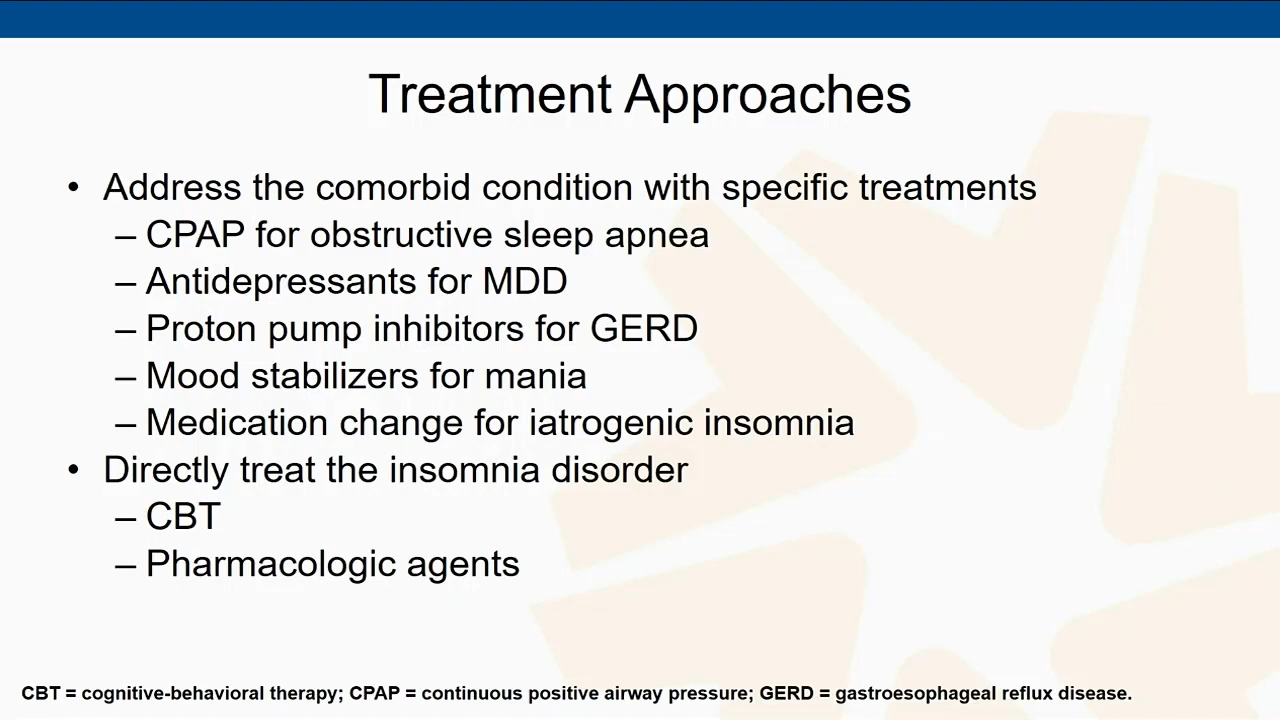 Treatment Approaches
• Address the comorbid condition with specific treatments
– CPAP for obstructive sleep apnea
– Antidepressants for MDD
– Proton pump inhibitors for GERD
– Mood stabilizers for mania
– Medication change for iatrogenic insomnia
• Directly treat the insomnia disorder
– CBT
– Pharmacologic agents
CBT = cognitive-behavioral therapy; CPAP = continuous positive airway pressure; GERD = gastroesophageal reflux disease.